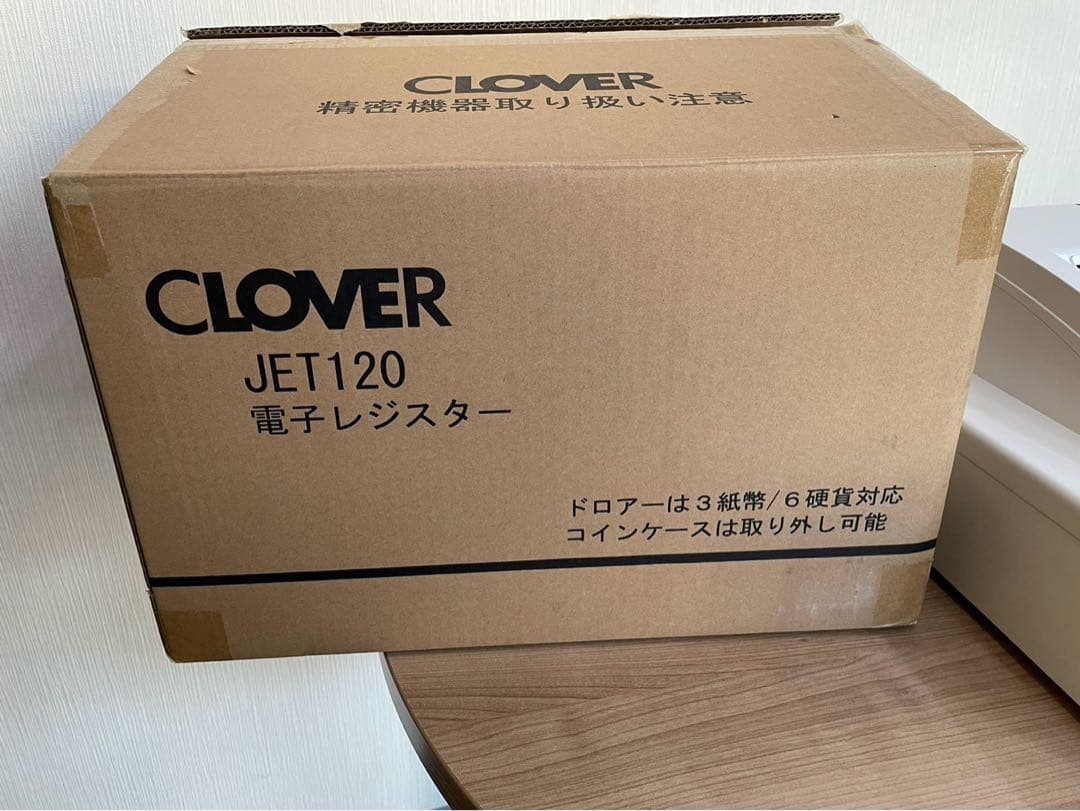 CLOVER
精密機器取り扱い注意
CLOVER
JET120
電子レジスター
ドロアーは3紙幣/6硬貨対応
コインケースは取り外し可能